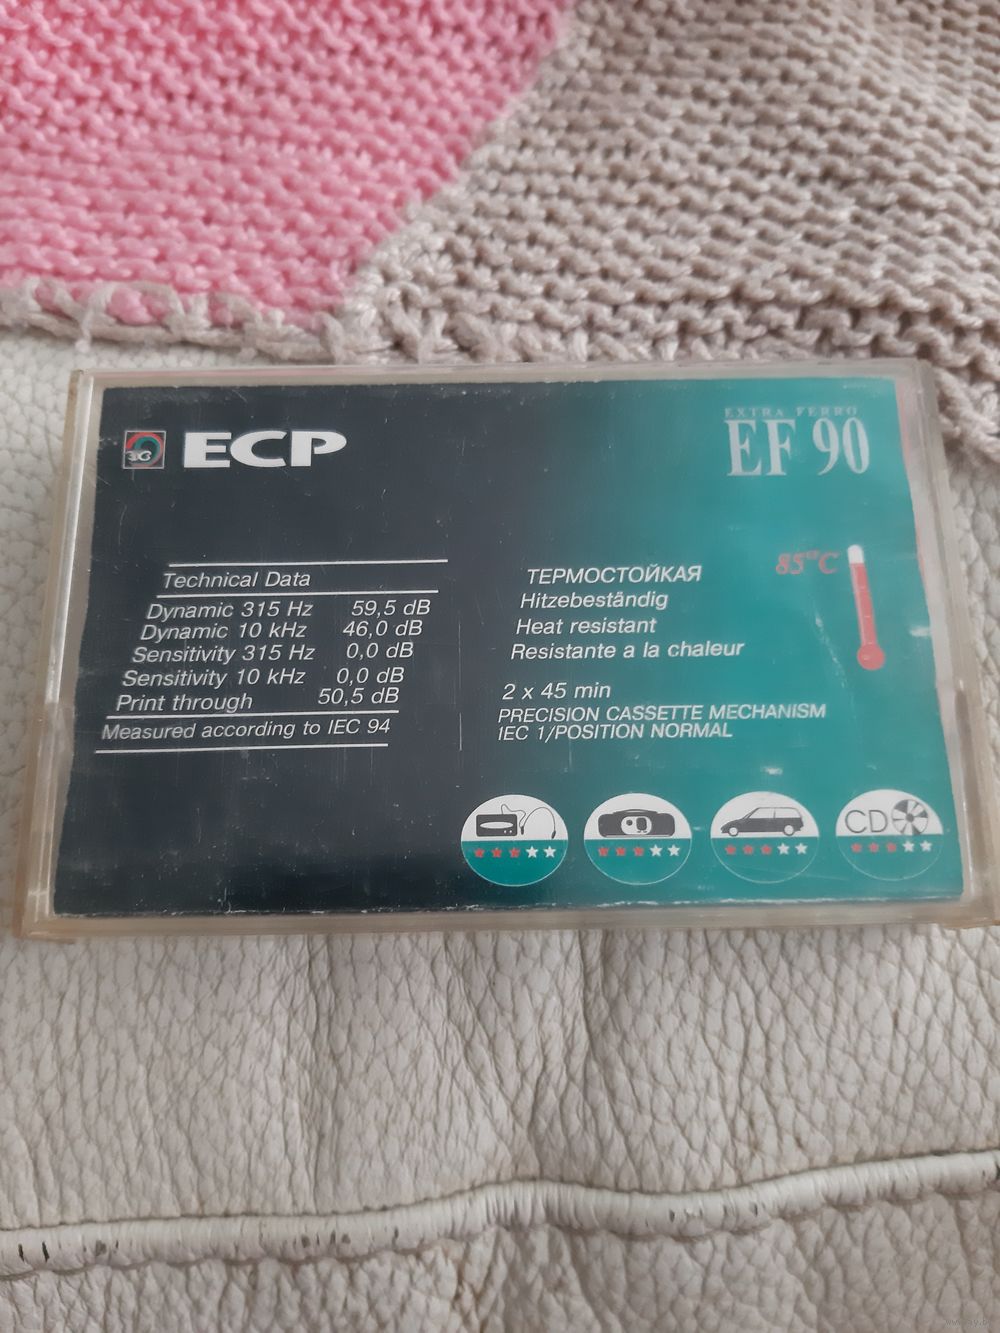 ECP
EXTRA FERRO
EF 90
Technical Data
Dynamic 315 Hz 59,5 dB
Dynamic 10 kHz 46,0 dB
Sensitivity 315 Hz 0,0 dB
Sensitivity 10 kHz 0,0 dB
Print through 50,5 dB
Measured according to IEC 94
85°C
ТЕРМОСТОЙКАЯ
Hitzebeständig
Heat resistant
Resistante a la chaleur
2 x 45 min
PRECISION CASSETTE MECHANISM
IEC 1/POSITION NORMAL
CD